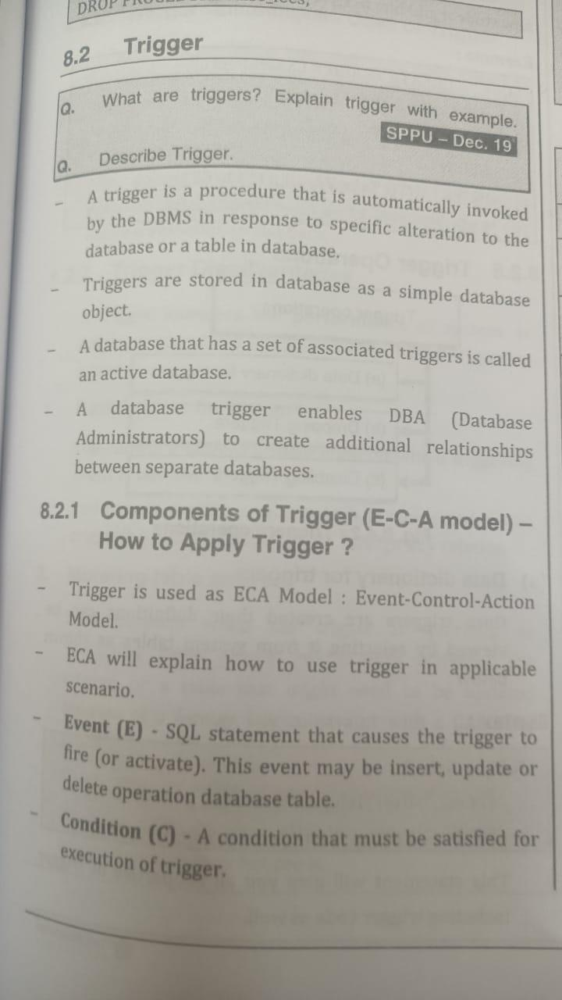 8.2 Trigger
Q. What are triggers? Explain trigger with example.
SPPU – Dec. 19
Q. Describe Trigger.
– A trigger is a procedure that is automatically invoked
by the DBMS in response to specific alteration to the
database or a table in database.
– Triggers are stored in database as a simple database
object.
– A database that has a set of associated triggers is called
an active database.
– A database trigger enables DBA (Database
Administrators) to create additional relationships
between separate databases.
8.2.1 Components of Trigger (E-C-A model) –
How to Apply Trigger ?
– Trigger is used as ECA Model : Event-Control-Action
Model.
– ECA will explain how to use trigger in applicable
scenario.
– Event (E) - SQL statement that causes the trigger to
fire (or activate). This event may be insert, update or
delete operation database table.
– Condition (C) - A condition that must be satisfied for
execution of trigger.